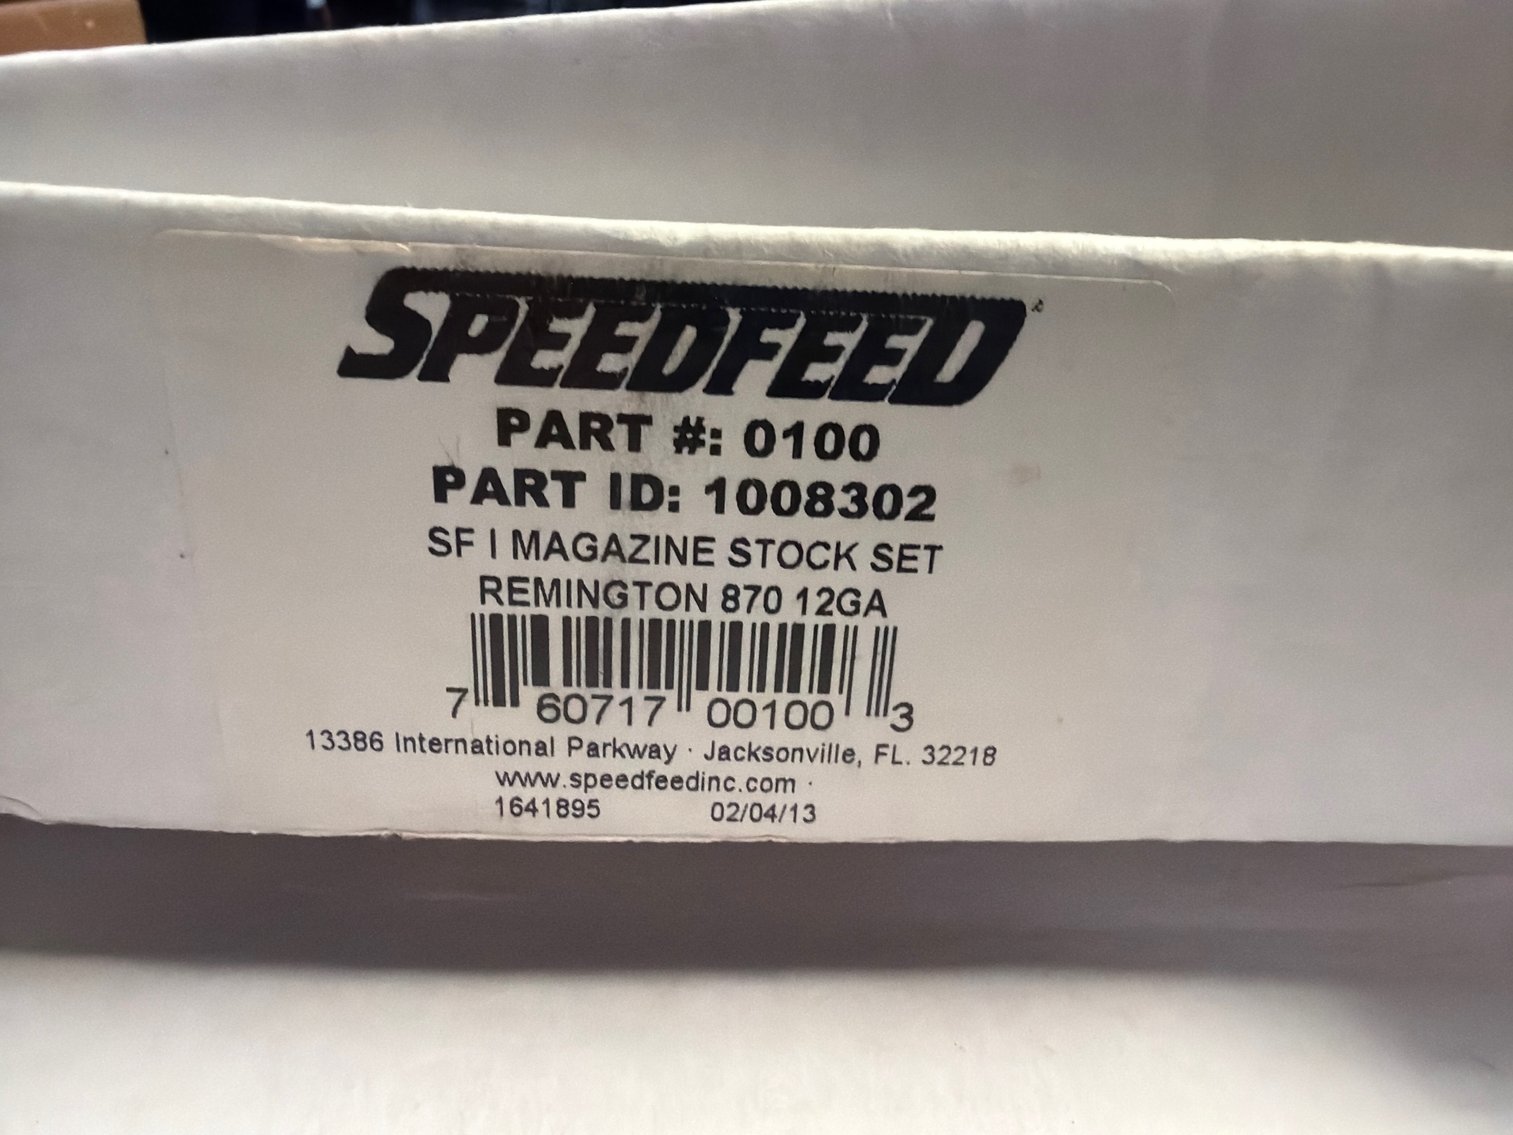 SPEEDFEED
PART #: 0100
PART ID: 1008302
SF I MAGAZINE STOCK SET
REMINGTON 870 12GA
7 60717 00100 3
13386 International Parkway · Jacksonville, FL. 32218
www.speedfeedinc.com ·
1641895 02/04/13